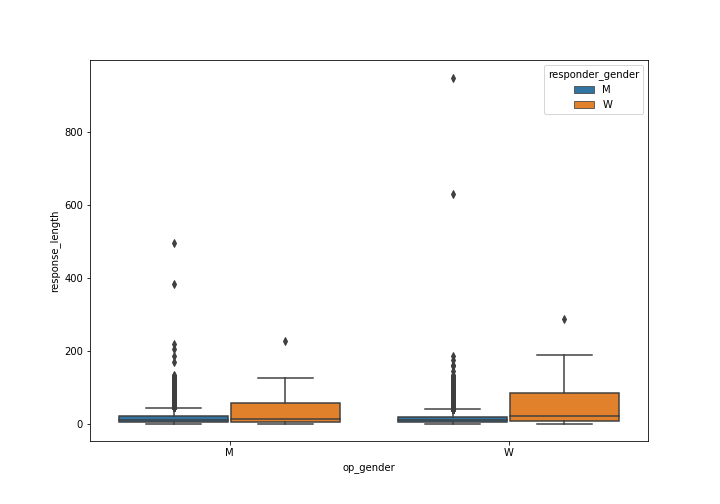 responder_gender
M
W
800
600
400
200
0
response_length
M
W
op_gender